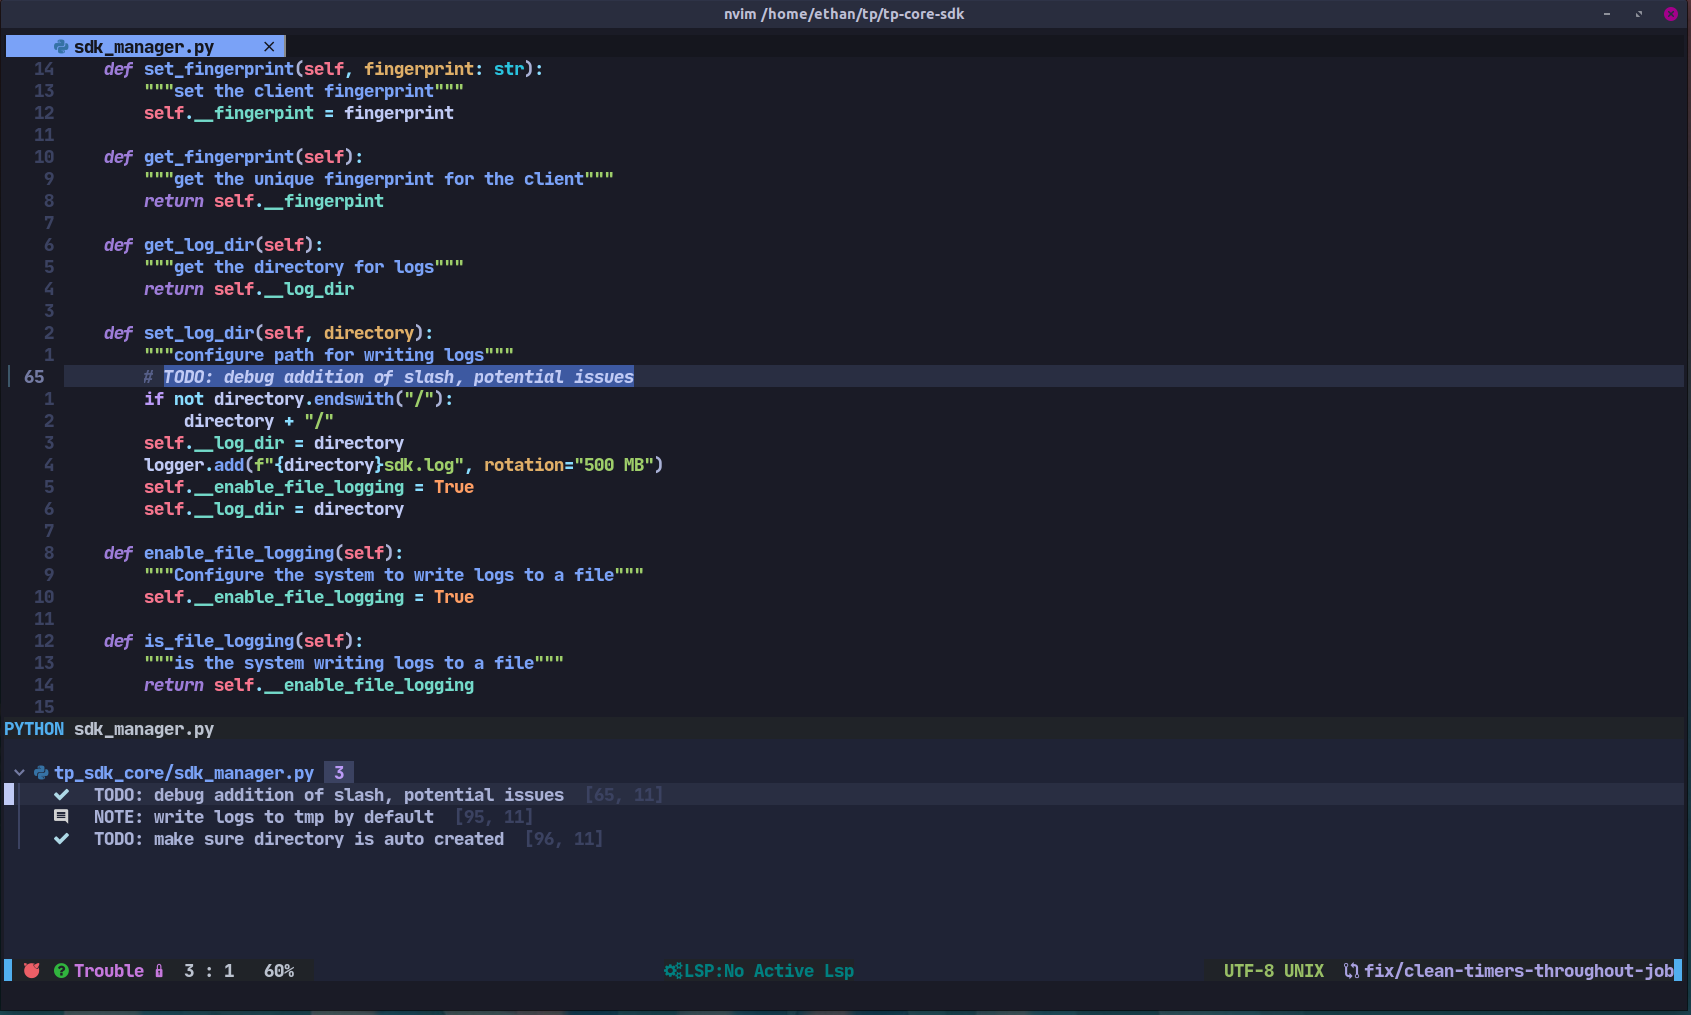 nvim /home/ethan/tp/tp-core-sdk
sdk_manager.py
14 def set_fingerprint(self, fingerprint: str):
13 """set the client fingerprint"""
12 self.__fingerpint = fingerprint
11
10 def get_fingerprint(self):
9 """get the unique fingerprint for the client"""
8 return self.__fingerpint
7
6 def get_log_dir(self):
5 """get the directory for logs"""
4 return self.__log_dir
3
2 def set_log_dir(self, directory):
1 """configure path for writing logs"""
65 # TODO: debug addition of slash, potential issues
1 if not directory.endswith("/"):
2 directory + "/"
3 self.__log_dir = directory
4 logger.add(f"{directory}sdk.log", rotation="500 MB")
5 self.__enable_file_logging = True
6 self.__log_dir = directory
7
8 def enable_file_logging(self):
9 """Configure the system to write logs to a file"""
10 self.__enable_file_logging = True
11
12 def is_file_logging(self):
13 """is the system writing logs to a file"""
14 return self.__enable_file_logging
15
PYTHON sdk_manager.py
tp_sdk_core/sdk_manager.py 3
TODO: debug addition of slash, potential issues [65, 11]
NOTE: write logs to tmp by default [95, 11]
TODO: make sure directory is auto created [96, 11]
Trouble 3 : 1 60% LSP:No Active Lsp UTF-8 UNIX fix/clean-timers-throughout-job